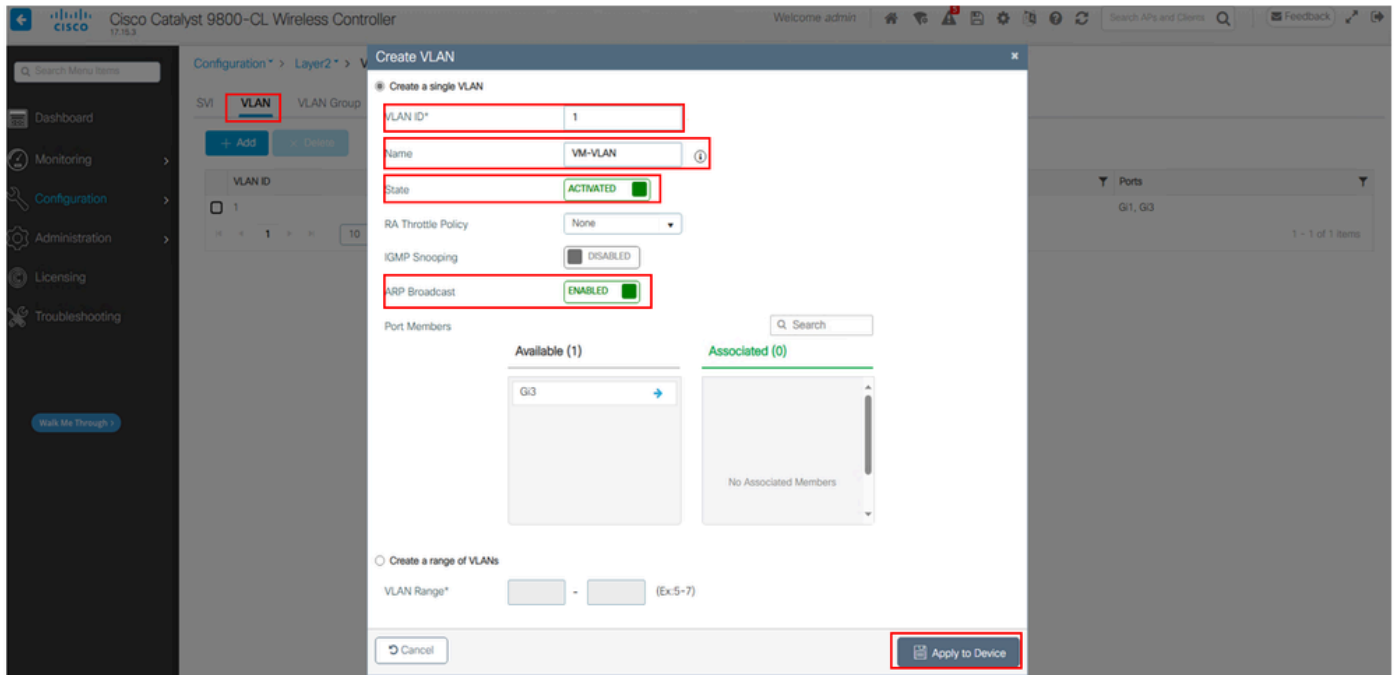 CISCO
Cisco Catalyst 9800-CL Wireless Controller
17.15.3
Welcome admin
5
Search APs and Clients
Feedback
Search Menu Items
Dashboard
Monitoring
Configuration
Administration
Licensing
Troubleshooting
Walk Me Through >
Configuration > Layer2 > V
SVI VLAN VLAN Group
+ Add × Delete
VLAN ID
1
1 10
Ports
Gi1, Gi3
1 - 1 of 1 items
Create VLAN
Create a single VLAN
VLAN ID* 1
Name VM-VLAN
State ACTIVATED
RA Throttle Policy None
IGMP Snooping DISABLED
ARP Broadcast ENABLED
Port Members Search
Available (1) Associated (0)
Gi3
No Associated Members
Create a range of VLANs
VLAN Range* - (Ex:5-7)
Cancel Apply to Device